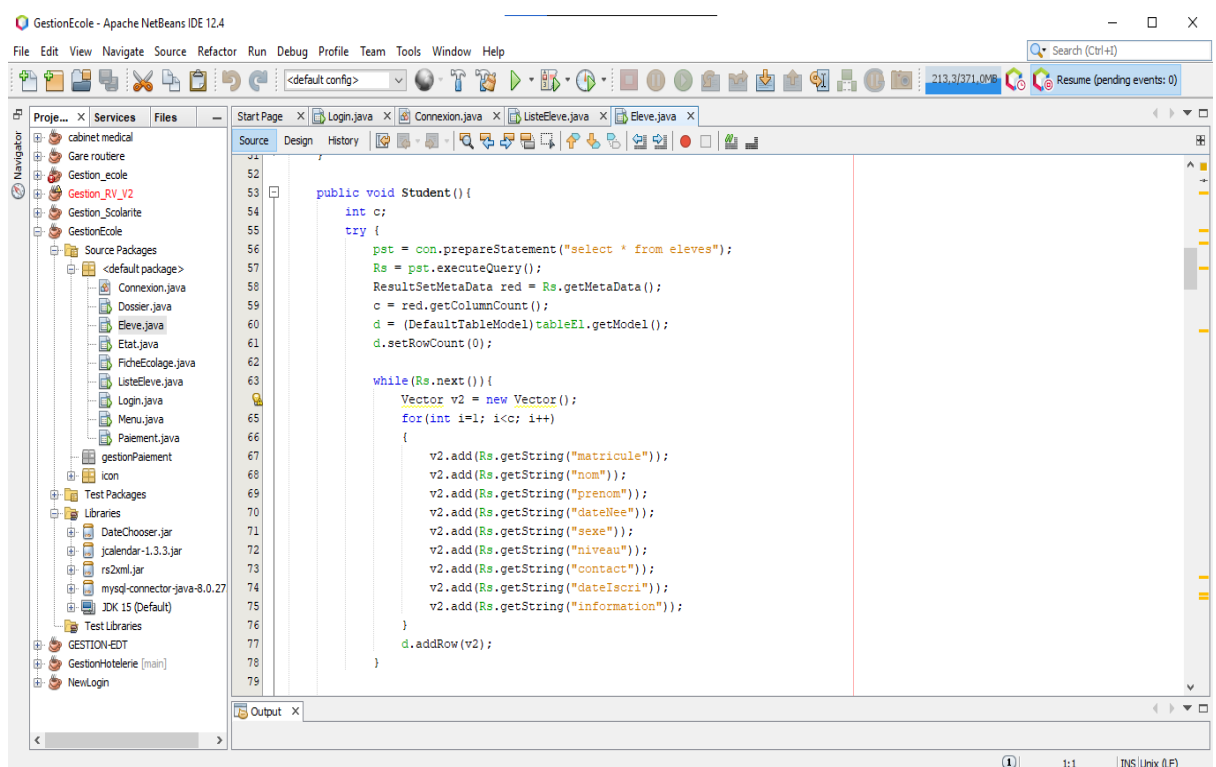 GestionEcole - Apache NetBeans IDE 12.4
File Edit View Navigate Source Refactor Run Debug Profile Team Tools Window Help
Search (Ctrl+I)
<default config>
213,3/371,0MB
Resume (pending events: 0)
Proje... X Services Files
Start Page X Login.java X Connexion.java X ListeEleve.java X Eleve.java X
Navigator
Source Design History
cabinet medical
Gare routiere
Gestion_ecole
Gestion_RV_V2
Gestion_Scolarite
GestionEcole
Source Packages
<default package>
Connexion.java
Dossier.java
Eleve.java
Etat.java
FicheEcolage.java
ListeEleve.java
Login.java
Menu.java
Paiement.java
gestionPaiement
icon
Test Packages
Libraries
DateChooser.jar
jcalendar-1.3.3.jar
rs2xml.jar
mysql-connector-java-8.0.27
JDK 15 (Default)
Test Libraries
GESTION-EDT
GestionHotelerie [main]
NewLogin
51 }
52
53 public void Student(){
54 int c;
55 try {
56 pst = con.prepareStatement("select * from eleves");
57 Rs = pst.executeQuery();
58 ResultSetMetaData red = Rs.getMetaData();
59 c = red.getColumnCount();
60 d = (DefaultTableModel)tableEl.getModel();
61 d.setRowCount(0);
62
63 while(Rs.next()){
Vector v2 = new Vector();
65 for(int i=1; i<c; i++)
66 {
67 v2.add(Rs.getString("matricule"));
68 v2.add(Rs.getString("nom"));
69 v2.add(Rs.getString("prenom"));
70 v2.add(Rs.getString("dateNee"));
71 v2.add(Rs.getString("sexe"));
72 v2.add(Rs.getString("niveau"));
73 v2.add(Rs.getString("contact"));
74 v2.add(Rs.getString("dateIscri"));
75 v2.add(Rs.getString("information"));
76 }
77 d.addRow(v2);
78 }
79
Output X
1 1:1 INS Unix (LF)